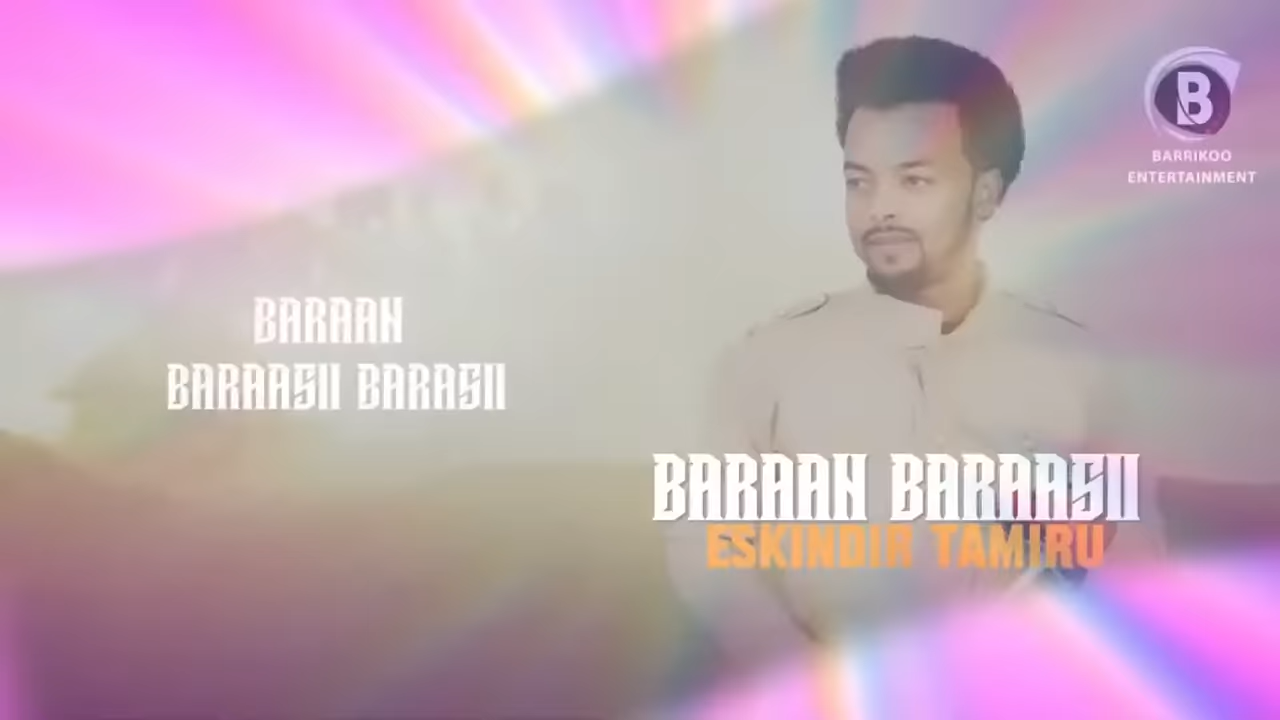 B
BARRIKOO
ENTERTAINMENT
BARAAN
BARAASII BARASII
BARAAN BARAASII
ESKINDIR TAMIRU